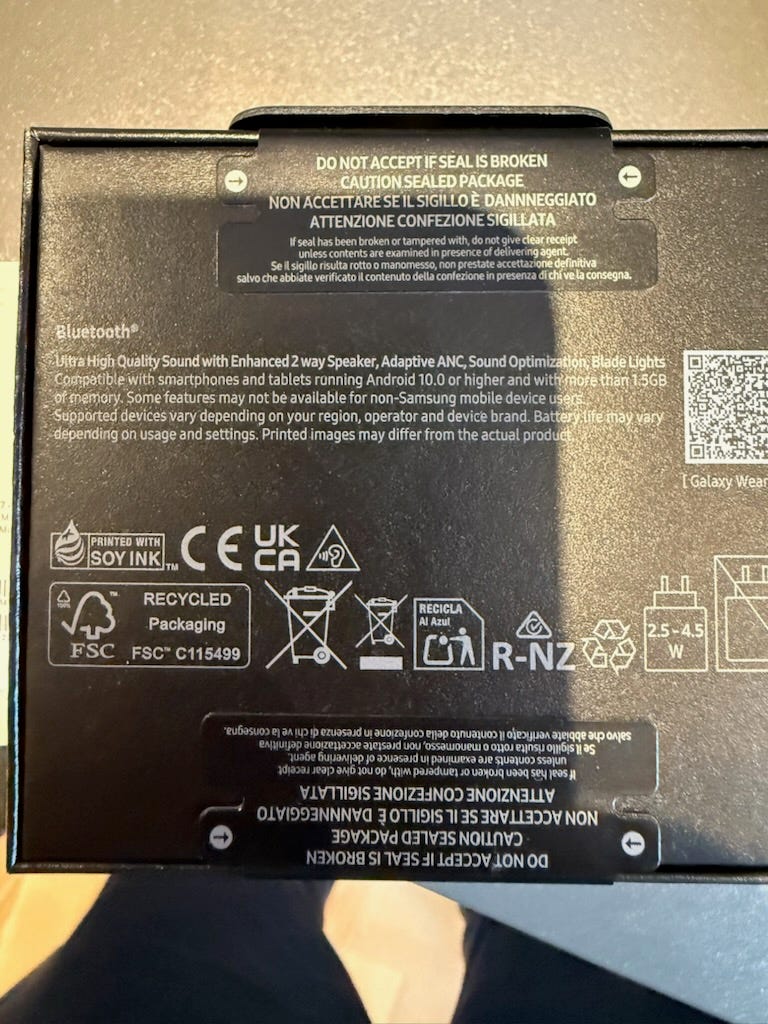 DO NOT ACCEPT IF SEAL IS BROKEN
CAUTION SEALED PACKAGE
NON ACCETTARE SE IL SIGILLO È DANNNEGGIATO
ATTENZIONE CONFEZIONE SIGILLATA
If seal has been broken or tampered with, do not give clear receipt
unless contents are examined in presence of delivering agent.
Se il sigillo risulta rotto o manomesso, non prestate accettazione definitiva
salvo che abbiate verificato il contenuto della confezione in presenza di chi ve la consegna.
Bluetooth®
Ultra High Quality Sound with Enhanced 2 way Speaker, Adaptive ANC, Sound Optimization, Blade Lights
Compatible with smartphones and tablets running Android 10.0 or higher and with more than 1.5GB
of memory. Some features may not be available for non-Samsung mobile device users.
Supported devices vary depending on your region, operator and device brand. Battery life may vary
depending on usage and settings. Printed images may differ from the actual product.
[ Galaxy Wear
PRINTED WITH
SOY INK™
CE
UK
CA
100%
FSC™
RECYCLED
Packaging
FSC™ C115499
RECICLA
Al Azul
R-NZ
2.5 - 4.5
W
DO NOT ACCEPT IF SEAL IS BROKEN
CAUTION SEALED PACKAGE
NON ACCETTARE SE IL SIGILLO È DANNNEGGIATO
ATTENZIONE CONFEZIONE SIGILLATA
If seal has been broken or tampered with, do not give clear receipt
unless contents are examined in presence of delivering agent.
Se il sigillo risulta rotto o manomesso, non prestate accettazione definitiva
salvo che abbiate verificato il contenuto della confezione in presenza di chi ve la consegna.